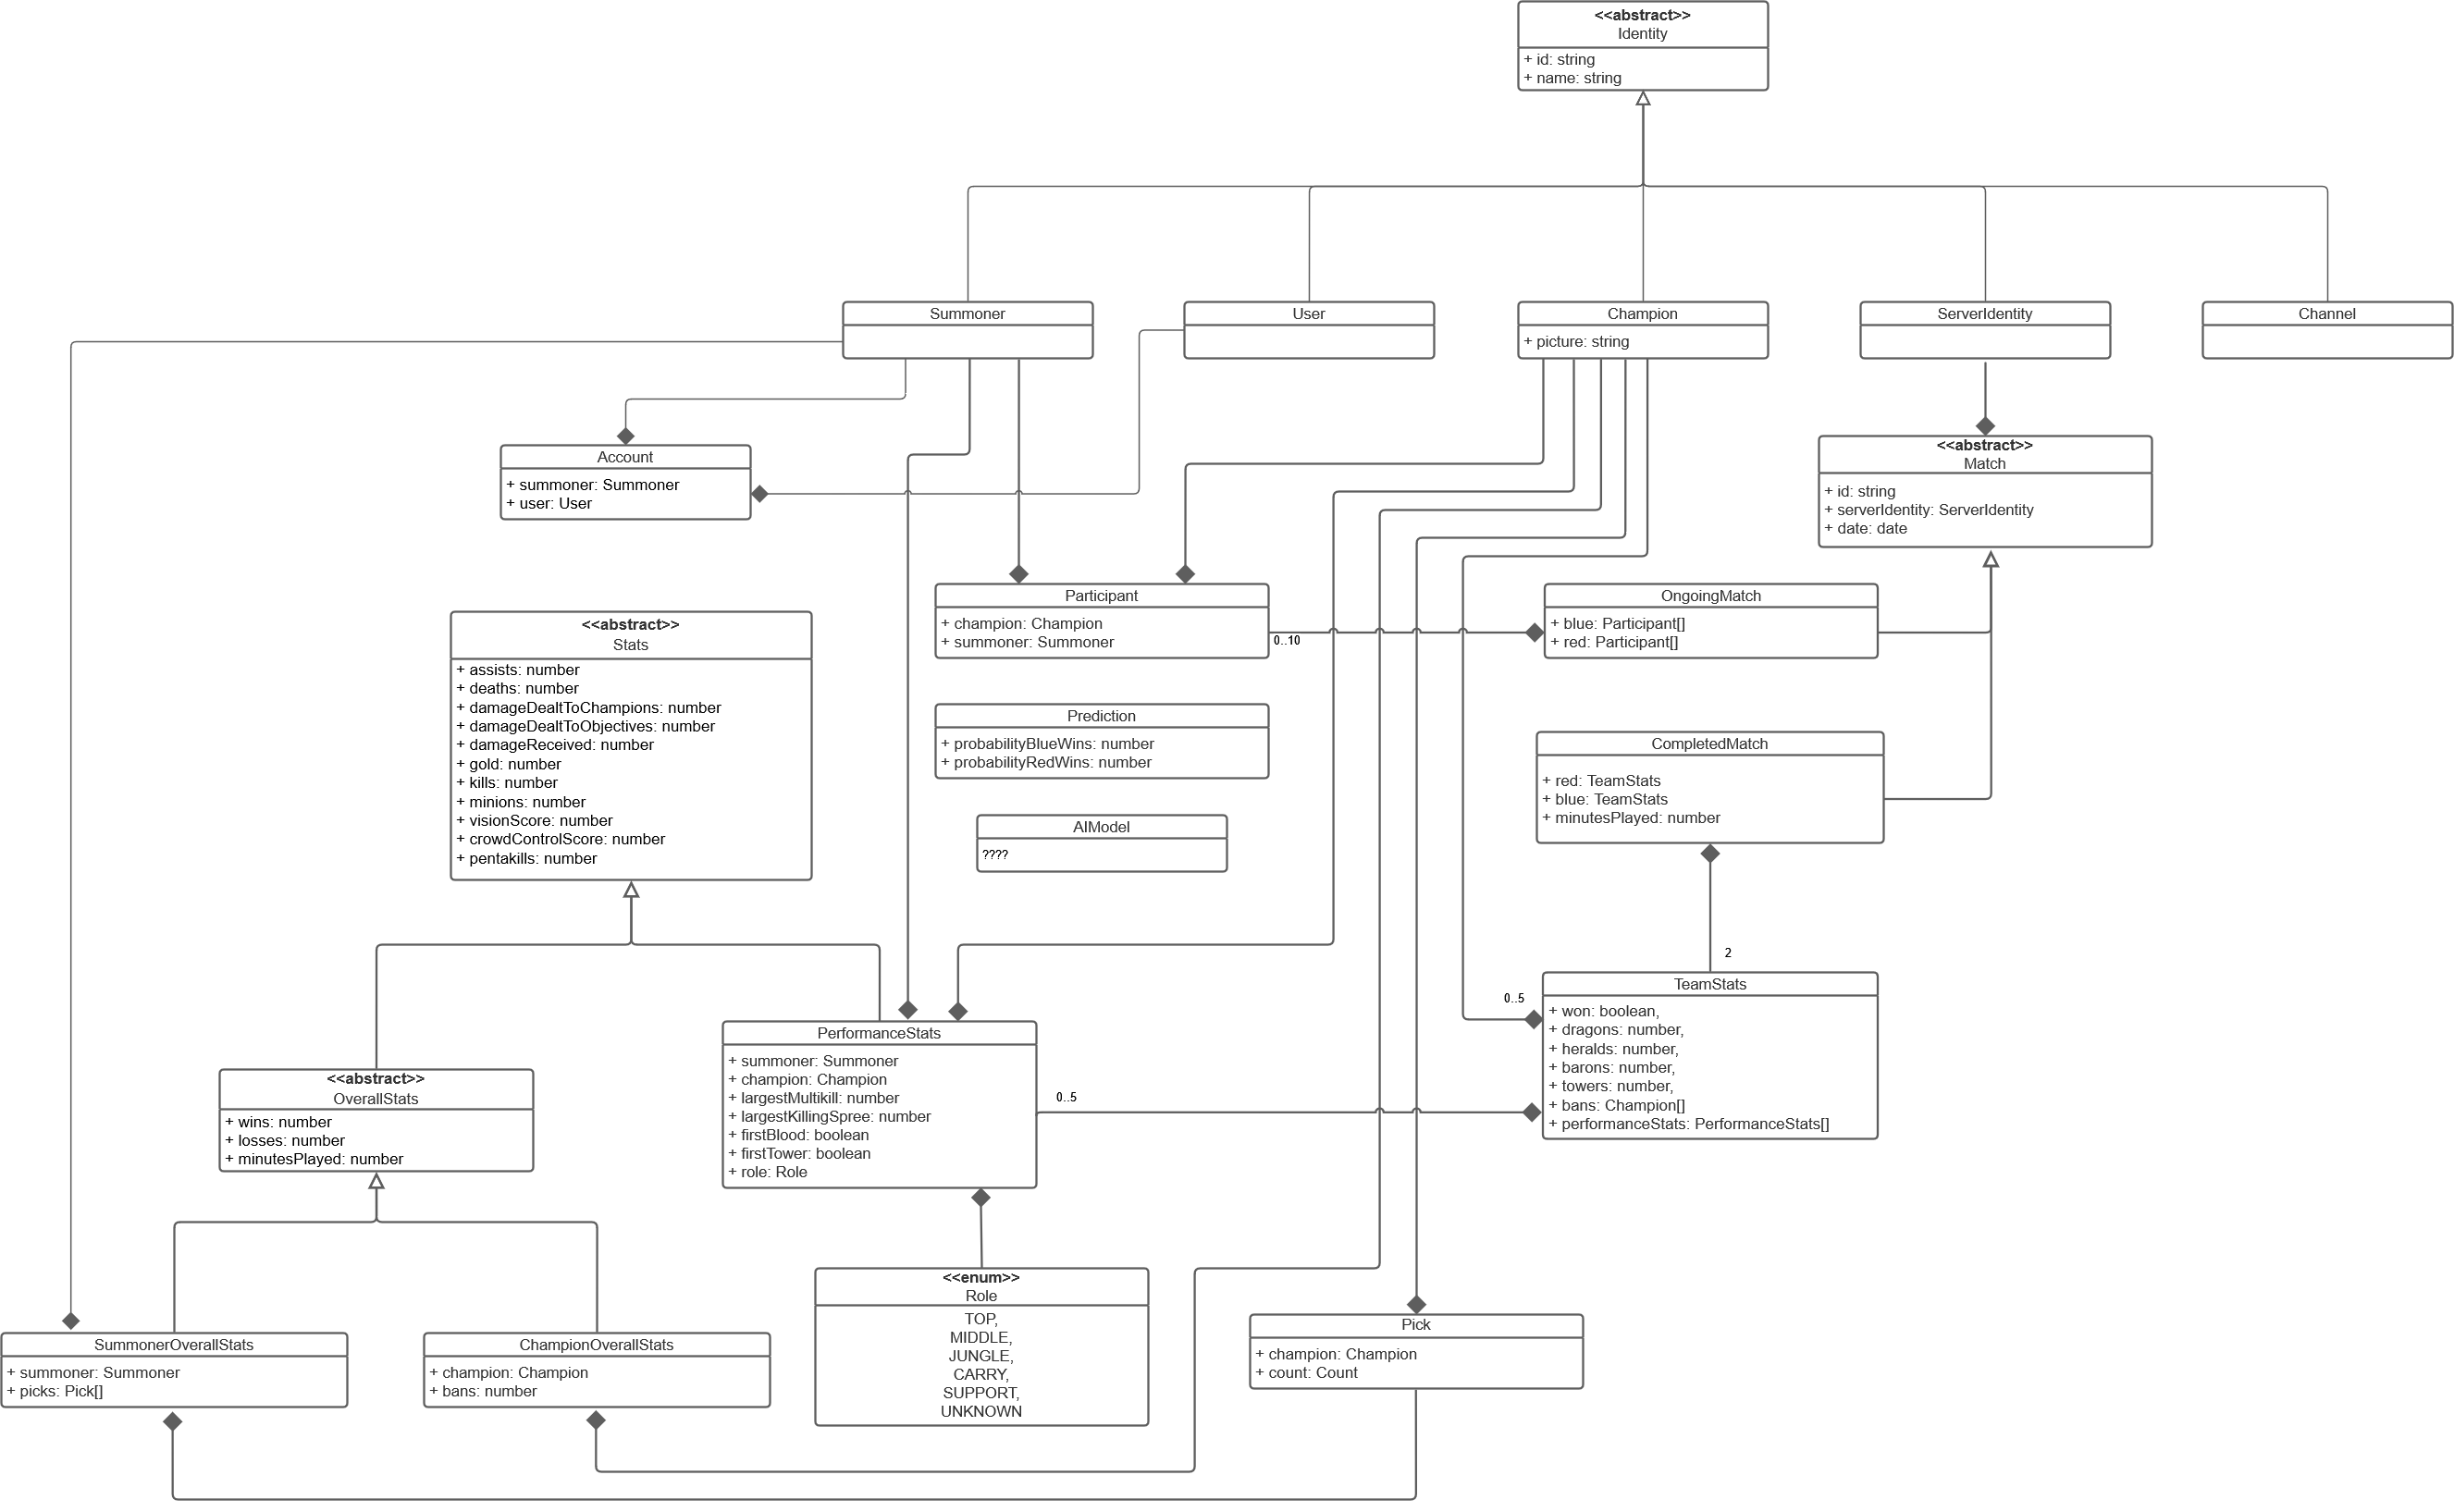 <<abstract>>
Identity
+ id: string
+ name: string
Summoner
User
Champion
+ picture: string
ServerIdentity
Channel
Account
+ summoner: Summoner
+ user: User
<<abstract>>
Match
+ id: string
+ serverIdentity: ServerIdentity
+ date: date
Participant
+ champion: Champion
+ summoner: Summoner
0..10
OngoingMatch
+ blue: Participant[]
+ red: Participant[]
<<abstract>>
Stats
+ assists: number
+ deaths: number
+ damageDealtToChampions: number
+ damageDealtToObjectives: number
+ damageReceived: number
+ gold: number
+ kills: number
+ minions: number
+ visionScore: number
+ crowdControlScore: number
+ pentakills: number
Prediction
+ probabilityBlueWins: number
+ probabilityRedWins: number
AIModel
????
CompletedMatch
+ red: TeamStats
+ blue: TeamStats
+ minutesPlayed: number
2
0..5
TeamStats
+ won: boolean,
+ dragons: number,
+ heralds: number,
+ barons: number,
+ towers: number,
+ bans: Champion[]
+ performanceStats: PerformanceStats[]
PerformanceStats
+ summoner: Summoner
+ champion: Champion
+ largestMultikill: number
+ largestKillingSpree: number
+ firstBlood: boolean
+ firstTower: boolean
+ role: Role
0..5
<<abstract>>
OverallStats
+ wins: number
+ losses: number
+ minutesPlayed: number
<<enum>>
Role
TOP,
MIDDLE,
JUNGLE,
CARRY,
SUPPORT,
UNKNOWN
Pick
+ champion: Champion
+ count: Count
SummonerOverallStats
+ summoner: Summoner
+ picks: Pick[]
ChampionOverallStats
+ champion: Champion
+ bans: number